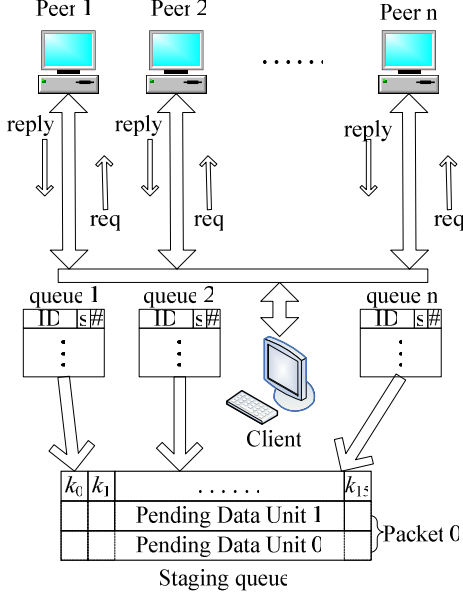 Peer 1 Peer 2 Peer n
......
reply reply reply
req req req
queue 1 queue 2 queue n
ID s # ID s # ID s #
Client
k0 k1 ...... k15
Pending Data Unit 1
Pending Data Unit 0
Packet 0
Staging queue